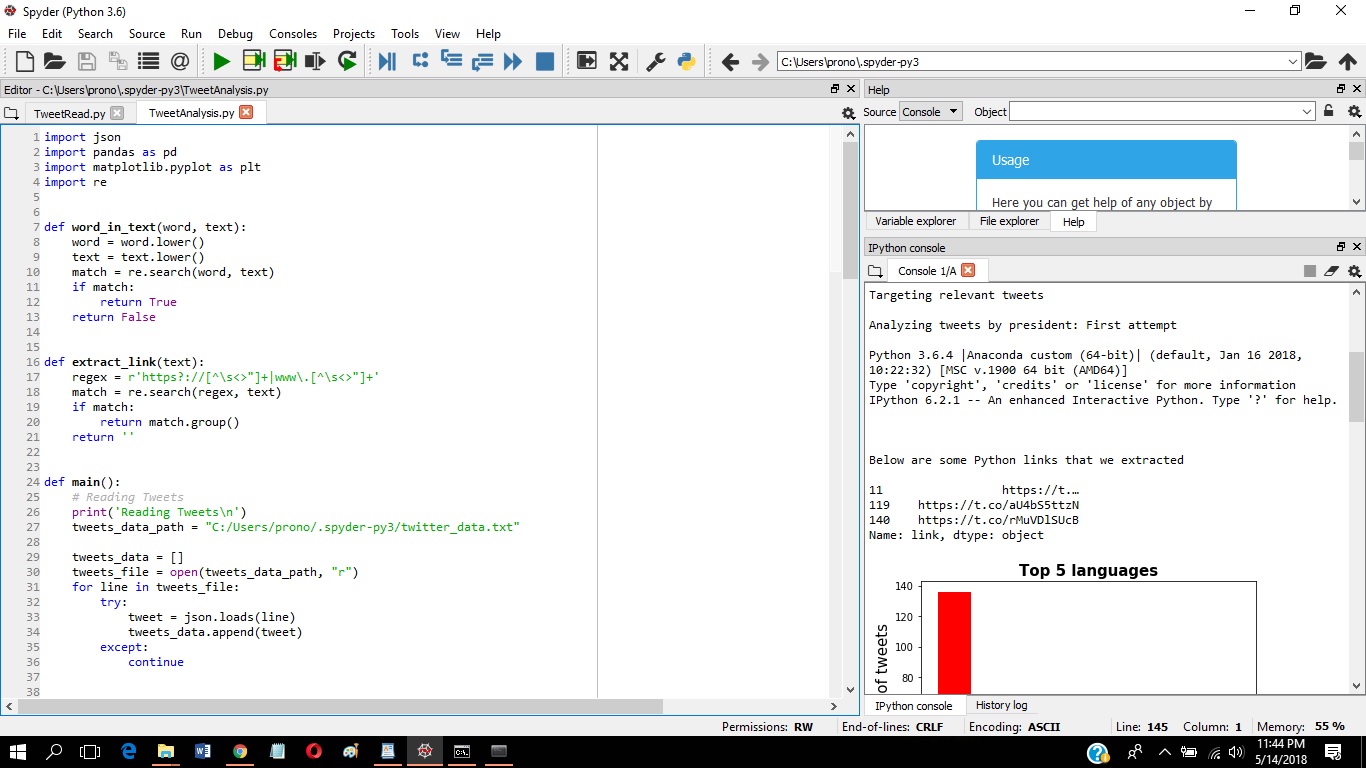 Spyder (Python 3.6)
File Edit Search Source Run Debug Consoles Projects Tools View Help
C:\Users\prono\.spyder-py3
Editor - C:\Users\prono\.spyder-py3\TweetAnalysis.py
TweetRead.py TweetAnalysis.py
1 import json
2 import pandas as pd
3 import matplotlib.pyplot as plt
4 import re
5
6
7 def word_in_text(word, text):
8     word = word.lower()
9     text = text.lower()
10     match = re.search(word, text)
11     if match:
12         return True
13     return False
14
15
16 def extract_link(text):
17     regex = r'https?://[^\s<>"]+|www\.[^\s<>"]+'
18     match = re.search(regex, text)
19     if match:
20         return match.group()
21     return ''
22
23
24 def main():
25     # Reading Tweets
26     print('Reading Tweets\n')
27     tweets_data_path = "C:/Users/prono/.spyder-py3/twitter_data.txt"
28
29     tweets_data = []
30     tweets_file = open(tweets_data_path, "r")
31     for line in tweets_file:
32         try:
33             tweet = json.loads(line)
34             tweets_data.append(tweet)
35         except:
36             continue
37
38
Help
Source Console Object
Usage
Here you can get help of any object by
Variable explorer File explorer Help
IPython console
Console 1/A
Targeting relevant tweets
Analyzing tweets by president: First attempt
Python 3.6.4 |Anaconda custom (64-bit)| (default, Jan 16 2018,
10:22:32) [MSC v.1900 64 bit (AMD64)]
Type 'copyright', 'credits' or 'license' for more information
IPython 6.2.1 -- An enhanced Interactive Python. Type '?' for help.
Below are some Python links that we extracted
11 https://t.…
119 https://t.co/aU4bS5ttzN
140 https://t.co/rMuVDlSUcB
Name: link, dtype: object
Top 5 languages
140
120
100
80
of tweets
IPython console History log
Permissions: RW End-of-lines: CRLF Encoding: ASCII Line: 145 Column: 1 Memory: 55 %
11:44 PM
5/14/2018